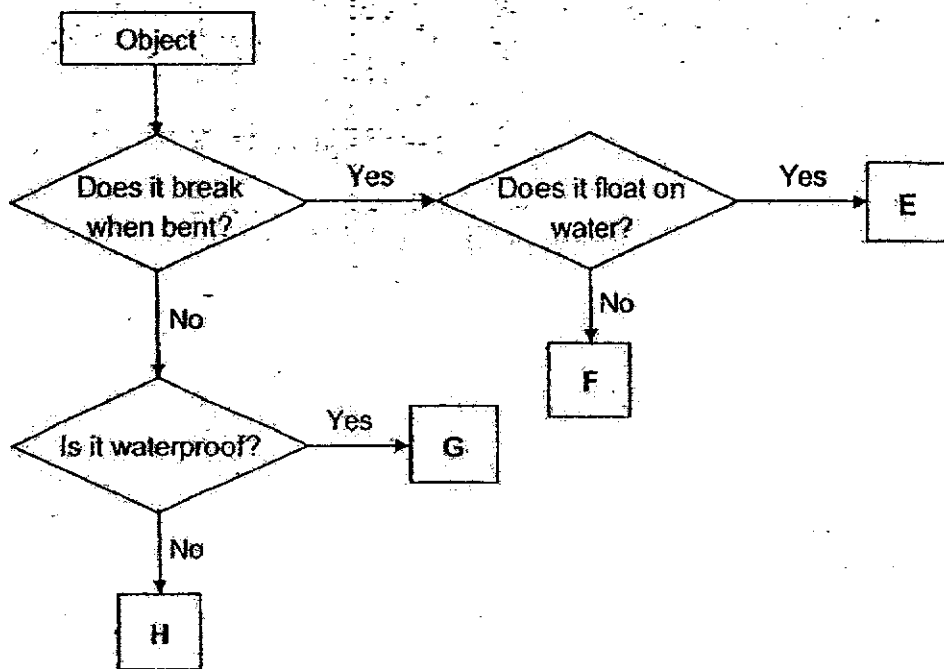 Object
Does it break
when bent?
Yes
Does it float on
water?
Yes
E
No
No
F
Is it waterproof?
Yes
G
No
H